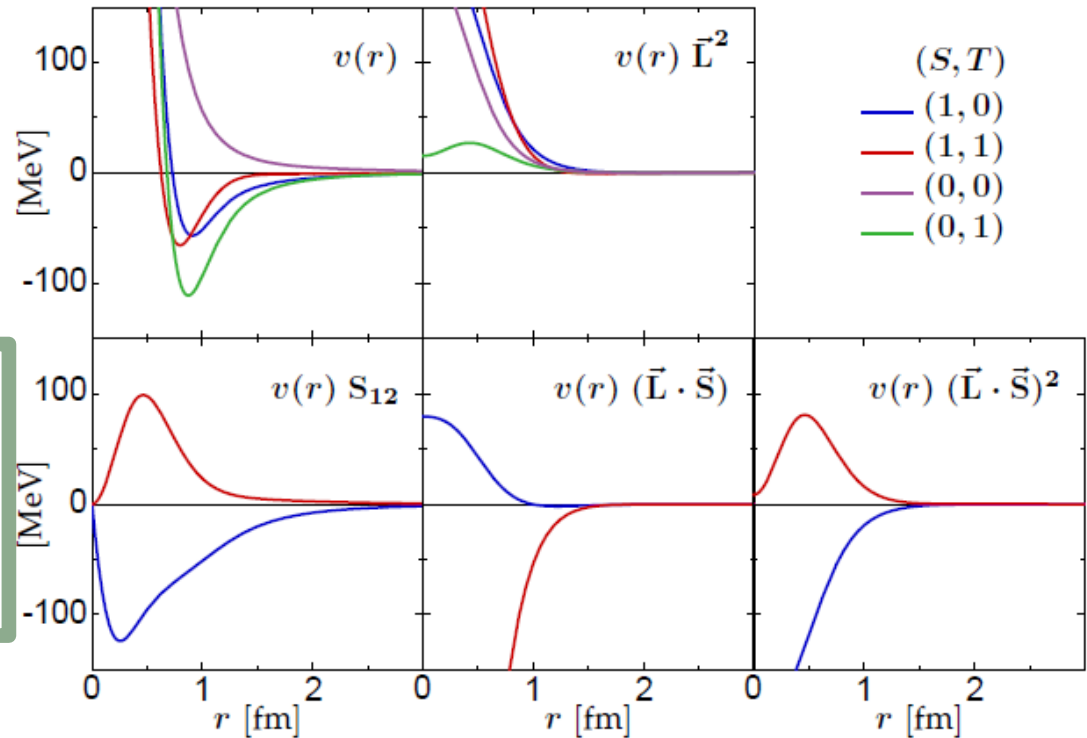 v(r)
v(r) L⃗²
(S, T)
(1, 0)
(1, 1)
(0, 0)
(0, 1)
100
0
-100
[MeV]
v(r) S₁₂
v(r) (L⃗ · S⃗)
v(r) (L⃗ · S⃗)²
100
0
-100
[MeV]
0 1 2 0 1 2 0 1 2
r [fm] r [fm] r [fm]